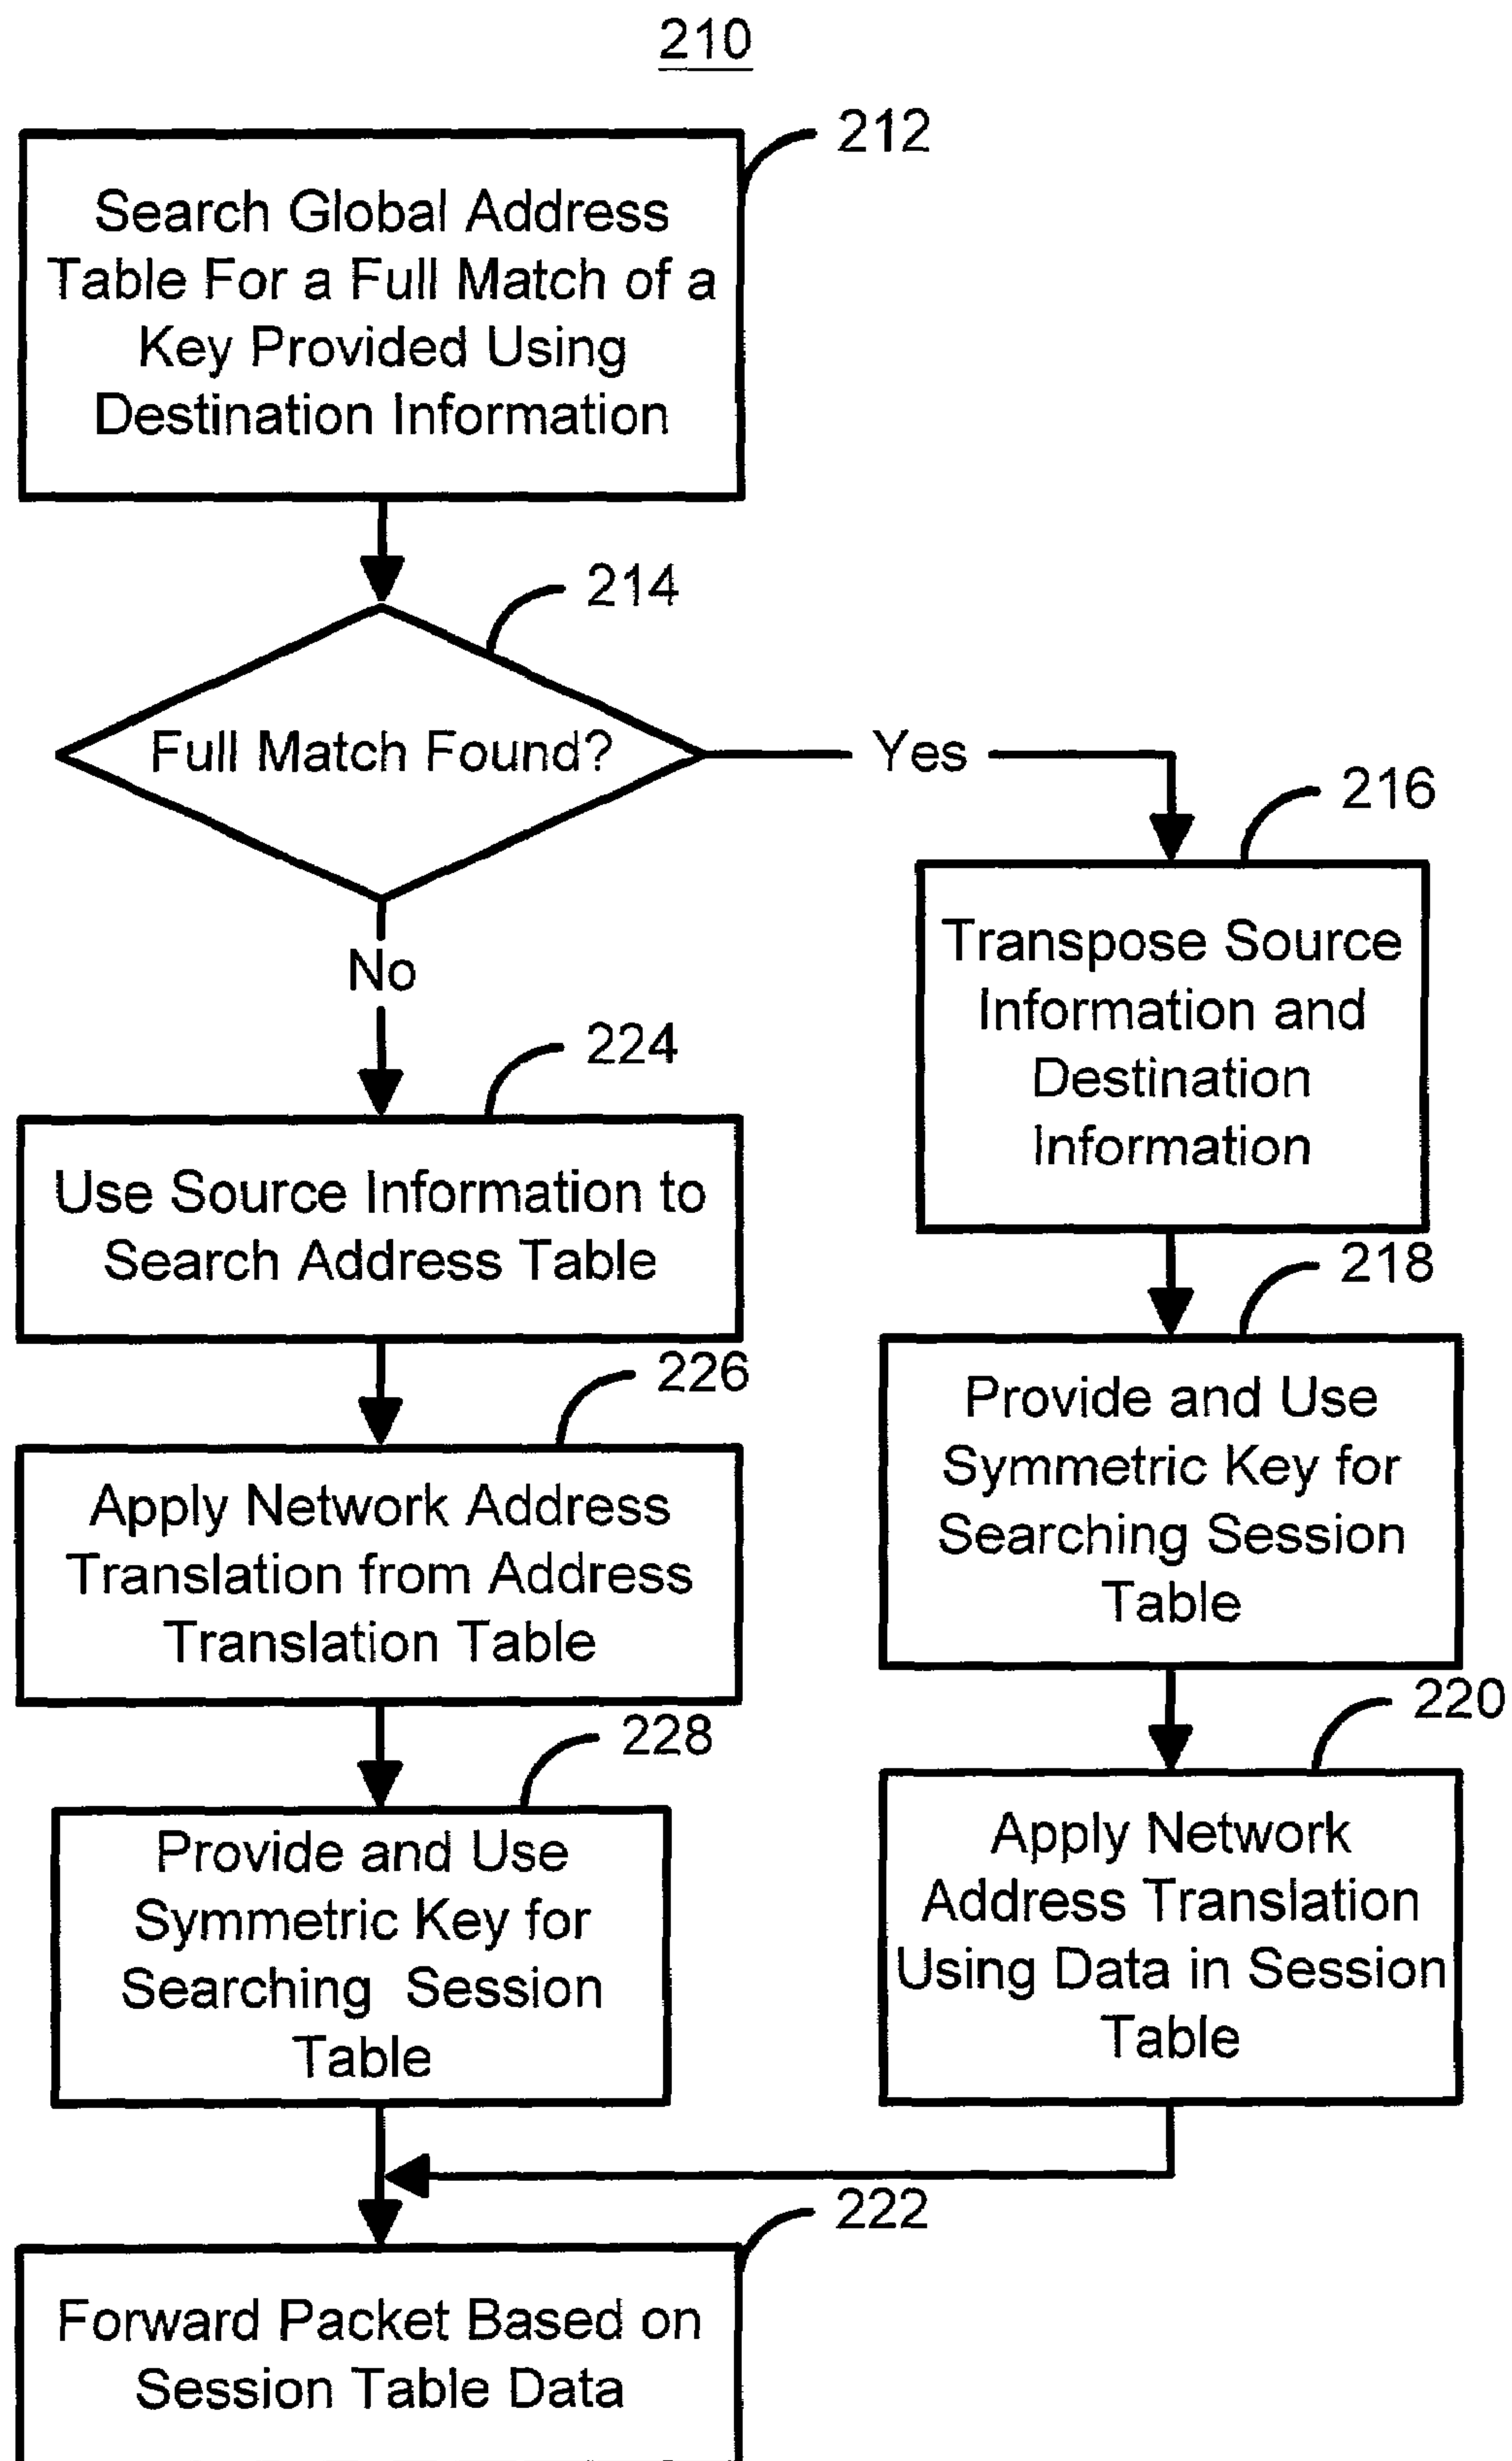 210
212
Search Global Address
Table For a Full Match of a
Key Provided Using
Destination Information
214
Full Match Found?
Yes
No
216
Transpose Source
Information and
Destination
Information
224
Use Source Information to
Search Address Table
218
Provide and Use
Symmetric Key for
Searching Session
Table
226
Apply Network Address
Translation from Address
Translation Table
220
Apply Network
Address Translation
Using Data in Session
Table
228
Provide and Use
Symmetric Key for
Searching Session
Table
222
Forward Packet Based on
Session Table Data